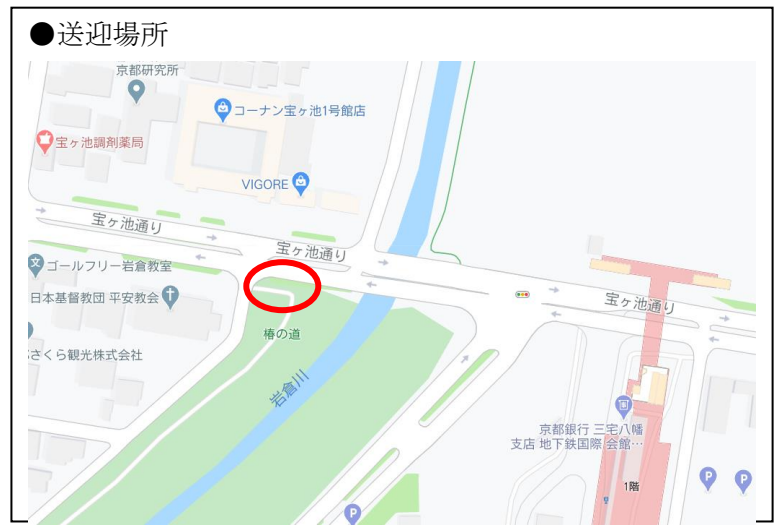 ●送迎場所
京都研究所
コーナン宝ヶ池1号館店
宝ヶ池調剤薬局
VIGORE
宝ヶ池通り
宝ヶ池通り
ゴールフリー岩倉教室
日本基督教団 平安教会
宝ヶ池通り
椿の道
さくら観光株式会社
岩倉川
京都銀行 三宅八幡
支店 地下鉄国際 会館…
1階
P
P
P